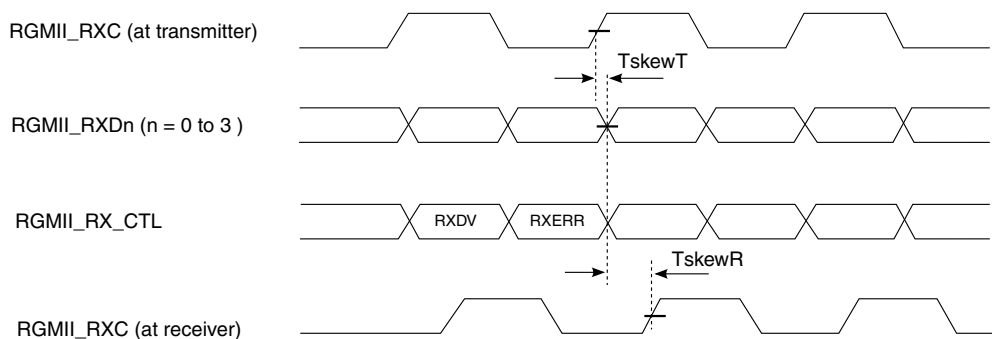 RGMII_RXC (at transmitter)
TskewT
RGMII_RXDn (n = 0 to 3 )
RGMII_RX_CTL
RXDV
RXERR
TskewR
RGMII_RXC (at receiver)